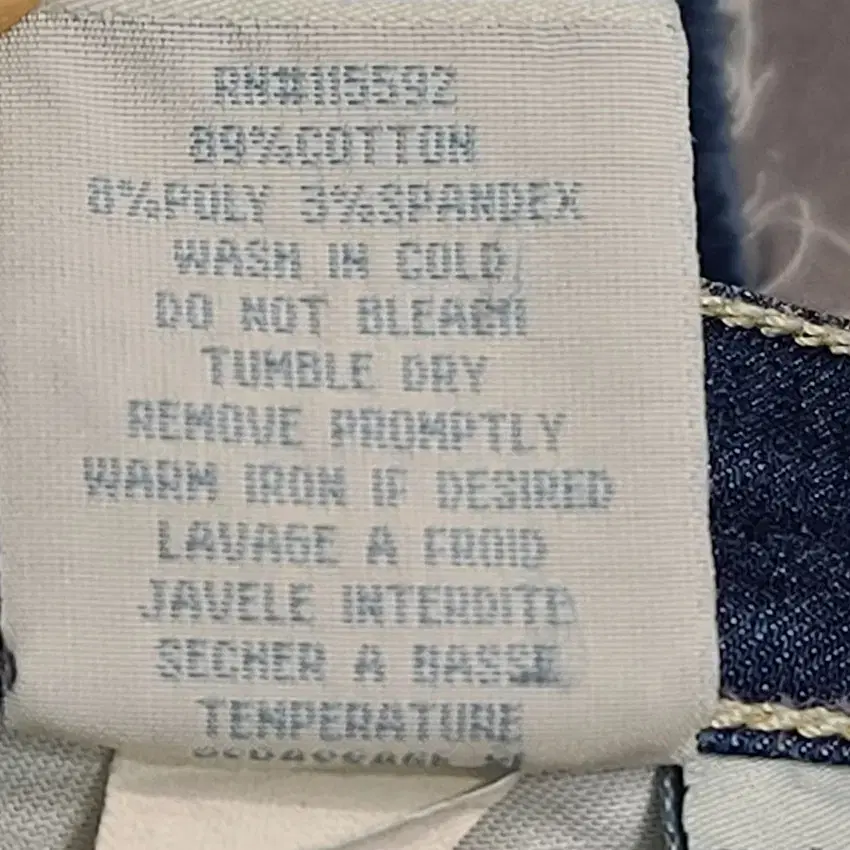 RN#115592
89%COTTON
8%POLY 3%SPANDEX
WASH IN COLD
DO NOT BLEACH
TUMBLE DRY
REMOVE PROMPTLY
WARM IRON IF DESIRED
LAVAGE A FROID
JAVELE INTERDITE
SECHER A BASSE
TEMPERATURE